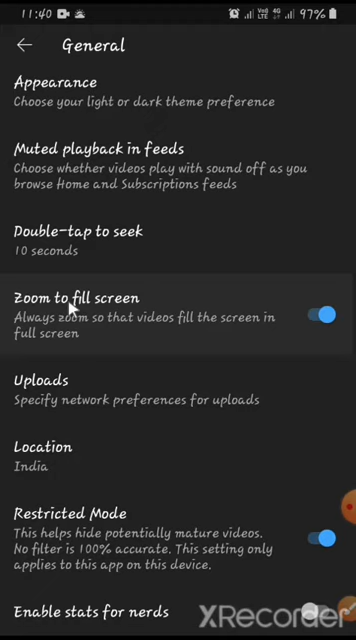 11:40 97%
General
Appearance
Choose your light or dark theme preference
Muted playback in feeds
Choose whether videos play with sound off as you
browse Home and Subscriptions feeds
Double-tap to seek
10 seconds
Zoom to fill screen
Always zoom so that videos fill the screen in
full screen
Uploads
Specify network preferences for uploads
Location
India
Restricted Mode
This helps hide potentially mature videos.
No filter is 100% accurate. This setting only
applies to this app on this device.
Enable stats for nerds
XRecorder